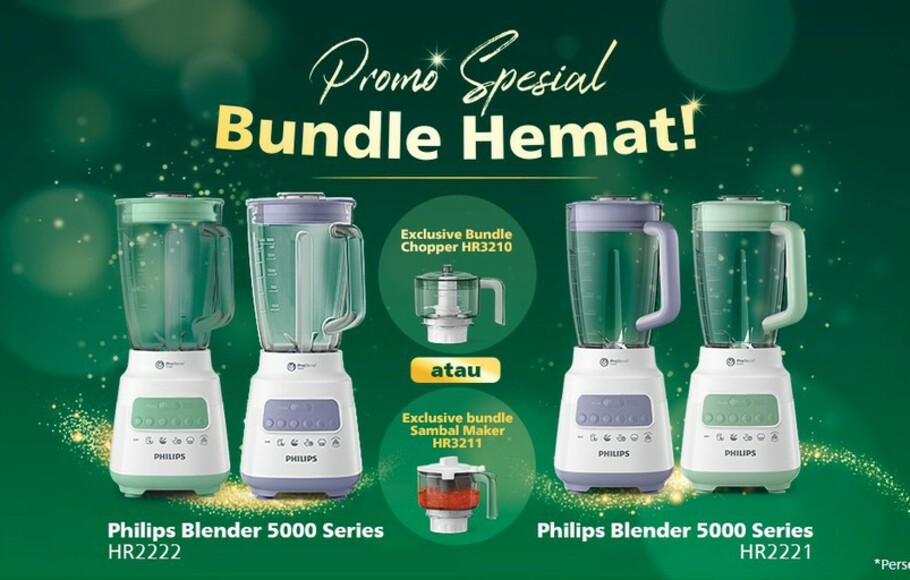 Promo Spesial
Bundle Hemat!
Exclusive Bundle
Chopper HR3210
atau
Exclusive bundle
Sambal Maker
HR3211
PHILIPS
PHILIPS
PHILIPS
PHILIPS
Philips Blender 5000 Series
HR2222
Philips Blender 5000 Series
HR2221